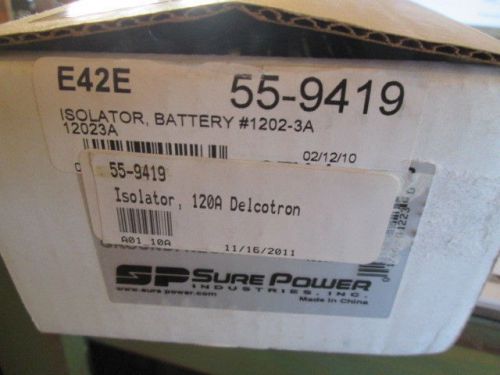 E42E 55-9419
ISOLATOR, BATTERY #1202-3A
12023A
02/12/10
55-9419
Isolator, 120A Delcotron
A01 10A 11/16/2011
SP SURE POWER
INDUSTRIES, INC.
www.sure power.com
Made in China